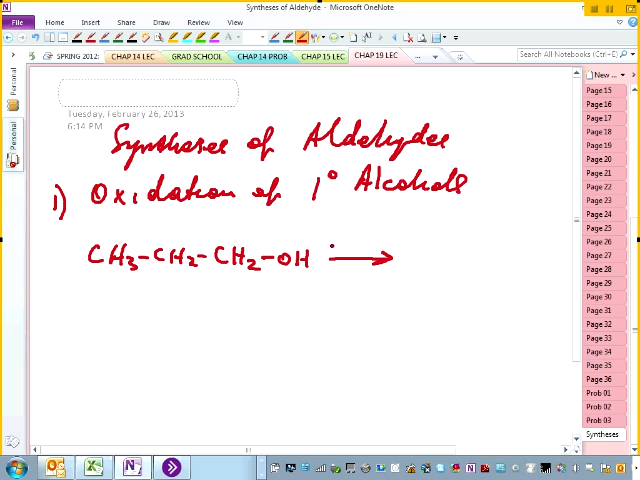 Syntheses of Aldehyde - Microsoft OneNote
File Home Insert Share Draw Review View
SPRING 2012: CHAP 14 LEC GRAD SCHOOL CHAP 14 PROB CHAP 15 LEC CHAP 19 LEC ... Search All Notebooks (Ctrl+E)
Personal
Personal
Tuesday, February 26, 2013
6:14 PM
Syntheses of Aldehydes
1) Oxidation of 1° Alcohols
CH3-CH2-CH2-OH →
New ...
Page 15
Page 16
Page 17
Page 18
Page 19
Page 20
Page 21
Page 22
Page 23
Page 24
Page 25
Page 26
Page 27
Page 28
Page 29
Page 30
Page 31
Page 32
Page 33
Page 34
Page 35
Page 36
Prob 01
Prob 02
Prob 03
Syntheses